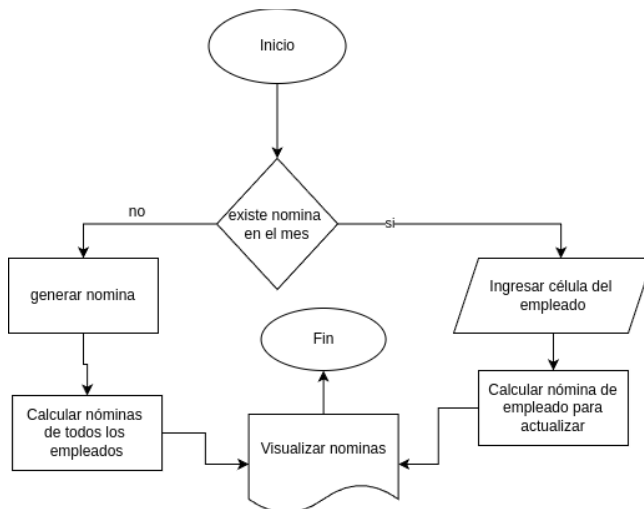 Inicio
existe nomina
en el mes
no
si
generar nomina
Ingresar célula del
empleado
Calcular nóminas
de todos los
empleados
Calcular nómina de
empleado para
actualizar
Visualizar nominas
Fin